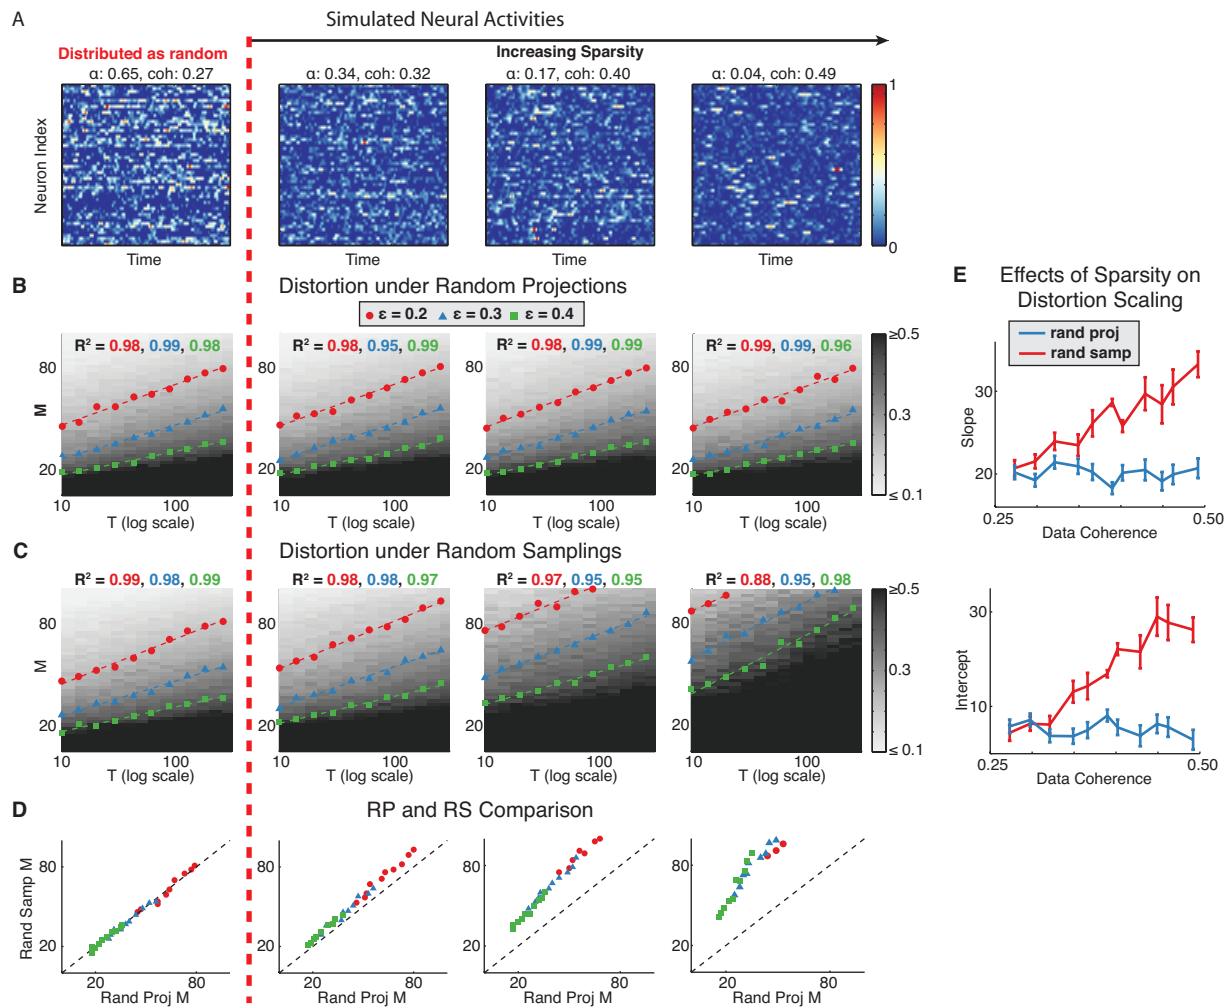 A
Simulated Neural Activities
Distributed as random
Increasing Sparsity
α: 0.65, coh: 0.27
α: 0.34, coh: 0.32
α: 0.17, coh: 0.40
α: 0.04, coh: 0.49
Neuron Index
1
0
Time
Time
Time
Time
B
Distortion under Random Projections
ε = 0.2 ε = 0.3 ε = 0.4
R² = 0.98, 0.99, 0.98
R² = 0.98, 0.95, 0.99
R² = 0.98, 0.99, 0.99
R² = 0.99, 0.99, 0.96
M
80
20
80
20
80
20
80
20
≥0.5
0.3
≤ 0.1
10 100
10 100
10 100
10 100
T (log scale)
T (log scale)
T (log scale)
T (log scale)
C
Distortion under Random Samplings
R² = 0.99, 0.98, 0.99
R² = 0.98, 0.98, 0.97
R² = 0.97, 0.95, 0.95
R² = 0.88, 0.95, 0.98
M
80
20
80
20
80
20
80
20
≥0.5
0.3
≤ 0.1
10 100
10 100
10 100
10 100
T (log scale)
T (log scale)
T (log scale)
T (log scale)
D
RP and RS Comparison
Rand Samp M
80
20
80
20
80
20
80
20
20 80
20 80
20 80
20 80
Rand Proj M
Rand Proj M
Rand Proj M
Rand Proj M
E
Effects of Sparsity on
Distortion Scaling
rand proj
rand samp
Slope
30
20
0.25 0.50
Data Coherence
Intercept
30
10
0.25 0.50
Data Coherence